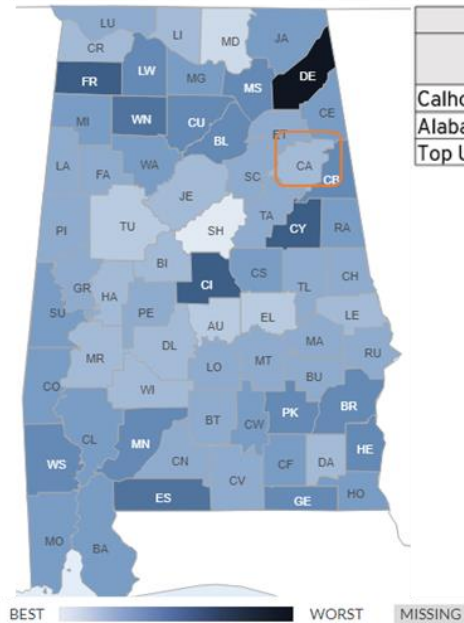 LU
LI
MD
JA
CR
FR
LW
MG
MS
DE
MI
WN
CU
BL
ET
CE
LA
FA
WA
SC
CA
CB
JE
PI
TU
SH
TA
CY
RA
BI
GR
HA
CI
CS
TL
CH
SU
PE
AU
EL
LE
MR
DL
LO
MT
MA
RU
CO
WI
BU
CL
BT
CW
PK
BR
WS
MN
HE
CN
CV
CF
DA
ES
GE
HO
MO
BA
BEST
WORST
MISSING
Calho
Alaba
Top U